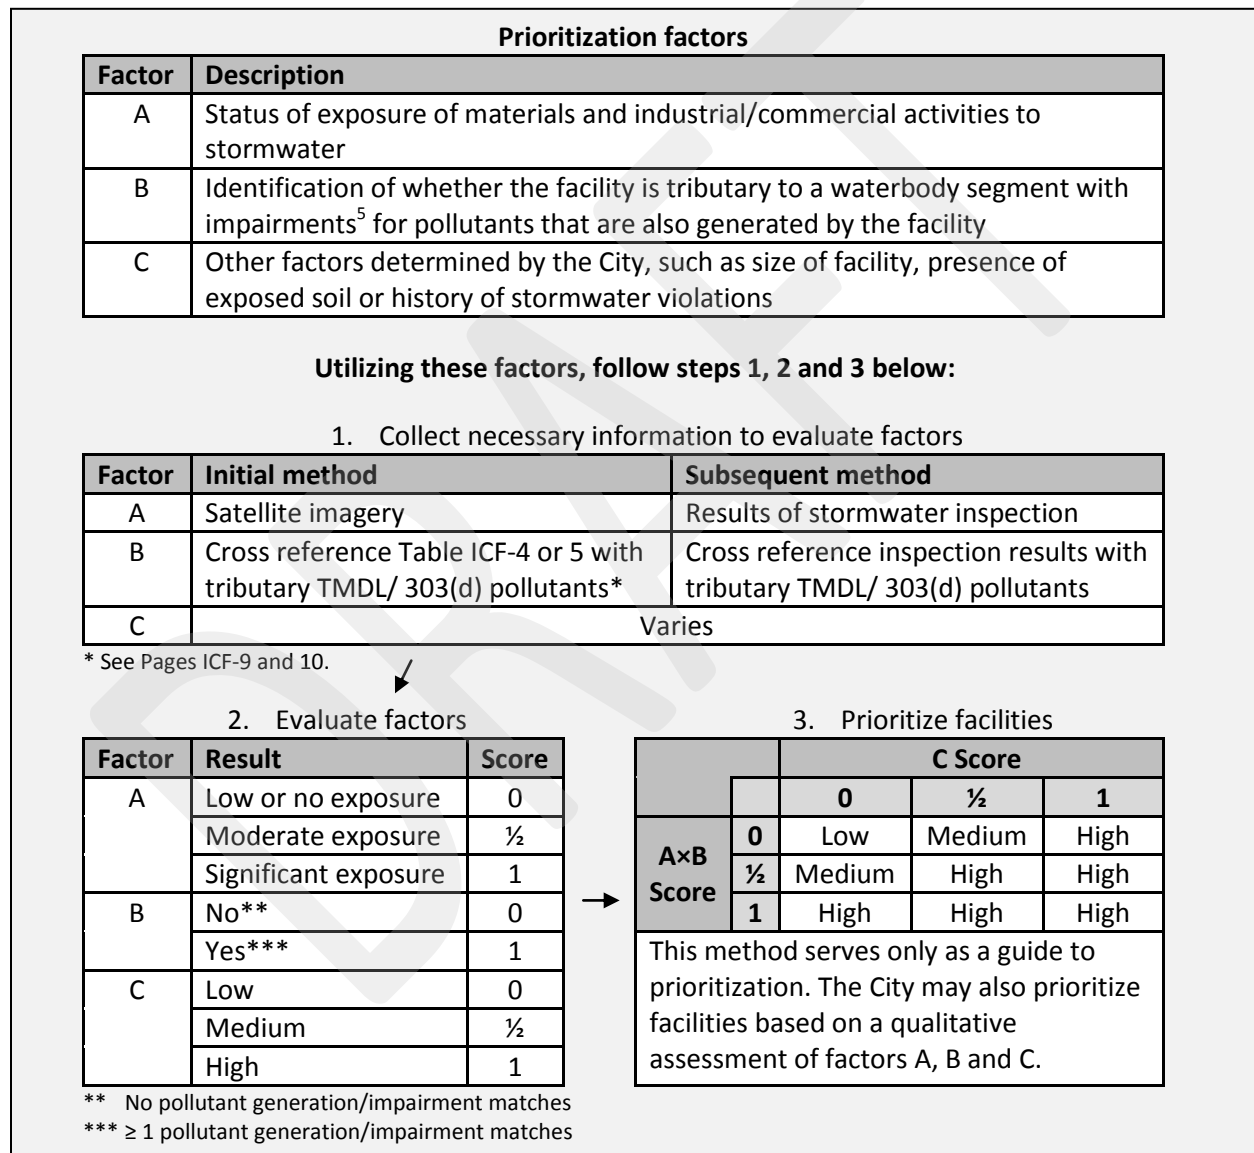 Prioritization factors
Factor Description
A Status of exposure of materials and industrial/commercial activities to
stormwater
B Identification of whether the facility is tributary to a waterbody segment with
impairments5 for pollutants that are also generated by the facility
C Other factors determined by the City, such as size of facility, presence of
exposed soil or history of stormwater violations
Utilizing these factors, follow steps 1, 2 and 3 below:
1. Collect necessary information to evaluate factors
Factor Initial method Subsequent method
A Satellite imagery Results of stormwater inspection
B Cross reference Table ICF-4 or 5 with Cross reference inspection results with
tributary TMDL/ 303(d) pollutants* tributary TMDL/ 303(d) pollutants
C Varies
* See Pages ICF-9 and 10.
2. Evaluate factors
Factor Result Score
A Low or no exposure 0
Moderate exposure ½
Significant exposure 1
B No** 0
Yes*** 1
C Low 0
Medium ½
High 1
** No pollutant generation/impairment matches
*** ≥ 1 pollutant generation/impairment matches
3. Prioritize facilities
C Score
0 ½ 1
A×B
Score
0 Low Medium High
½ Medium High High
1 High High High
This method serves only as a guide to
prioritization. The City may also prioritize
facilities based on a qualitative
assessment of factors A, B and C.
DRAFT